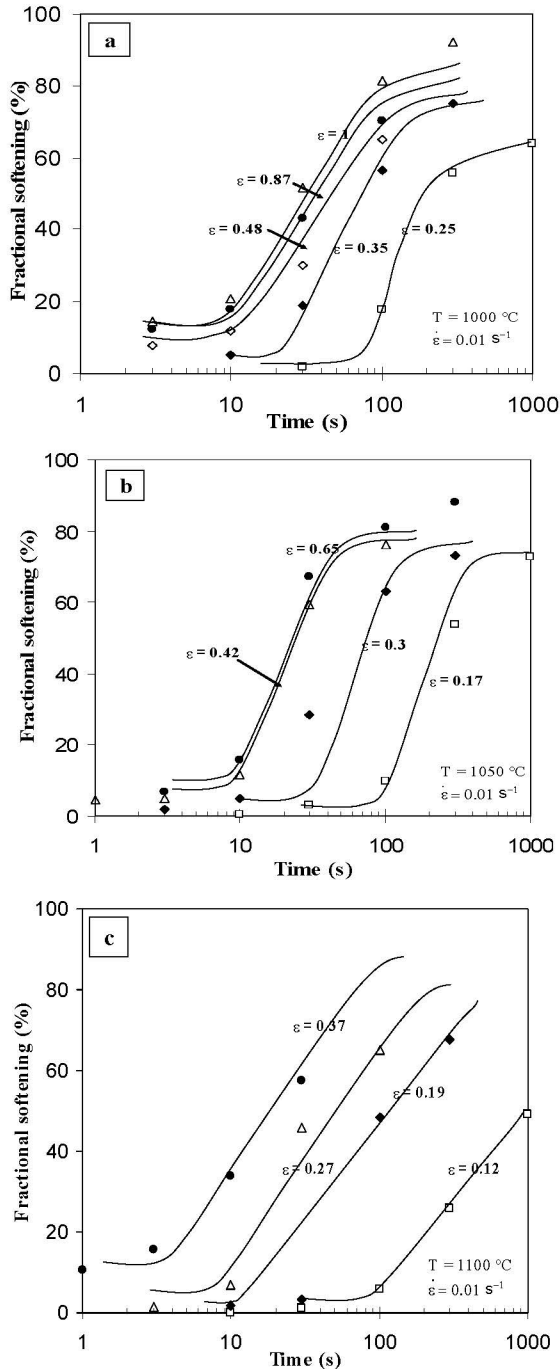 a
100
80
60
40
20
0
Fractional softening (%)
ε = 1
ε = 0.87
ε = 0.48
ε = 0.35
ε = 0.25
T = 1000 °C
ε̇ = 0.01 s⁻¹
1
10
100
1000
Time (s)
b
100
80
60
40
20
0
Fractional softening (%)
ε = 0.65
ε = 0.42
ε = 0.3
ε = 0.17
T = 1050 °C
ε̇ = 0.01 s⁻¹
1
10
100
1000
Time (s)
c
100
80
60
40
20
0
Fractional softening (%)
ε = 0.37
ε = 0.19
ε = 0.27
ε = 0.12
T = 1100 °C
ε̇ = 0.01 s⁻¹
1
10
100
1000
Time (s)